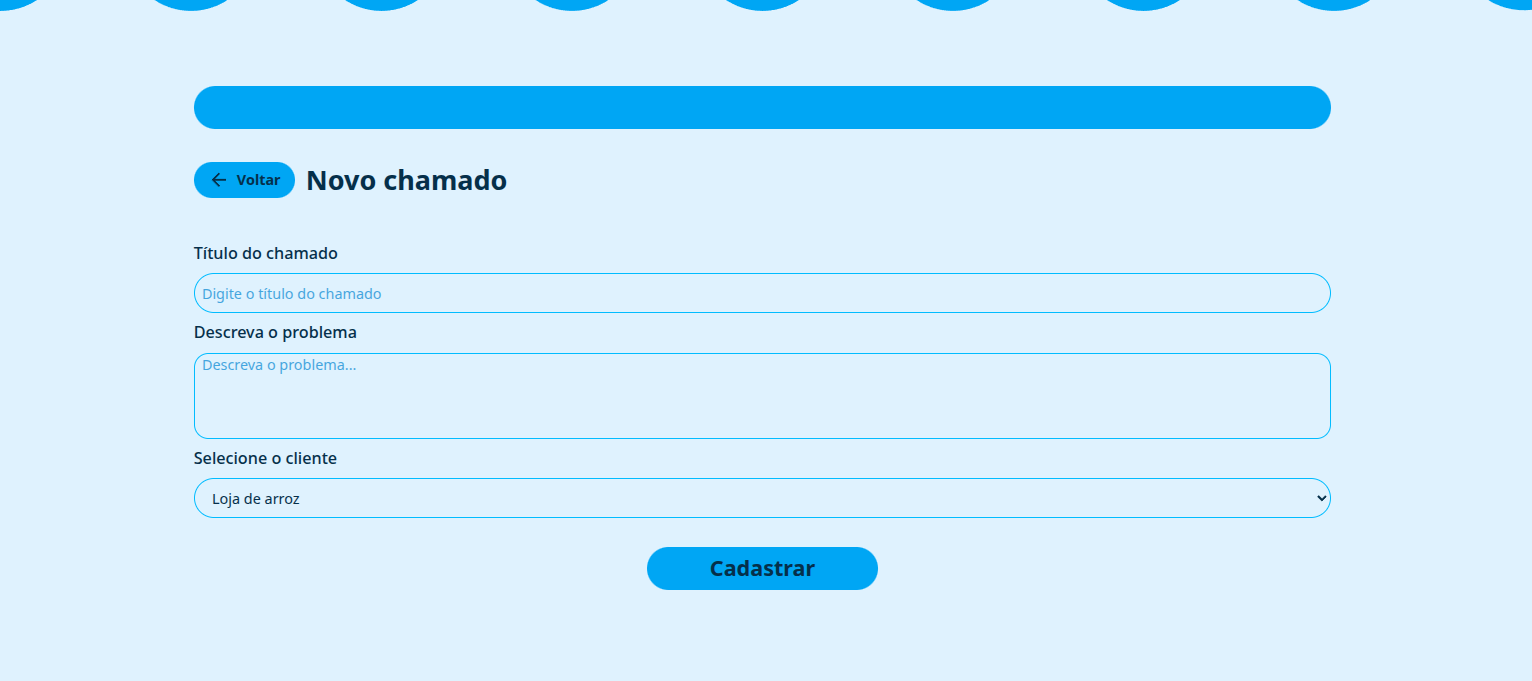 Voltar
Novo chamado
Título do chamado
Digite o título do chamado
Descreva o problema
Descreva o problema...
Selecione o cliente
Loja de arroz
Cadastrar